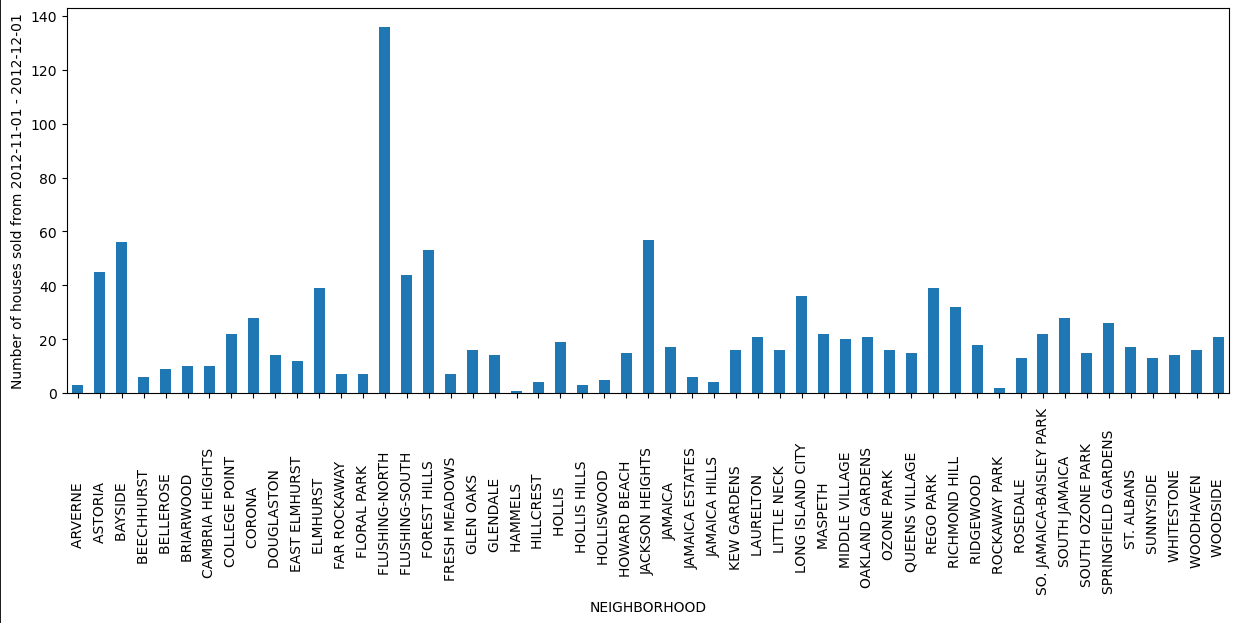 Number of houses sold from 2012-11-01 - 2012-12-01
140
120
100
80
60
40
20
0
ARVERNE
ASTORIA
BAYSIDE
BEECHHURST
BELLEROSE
BRIARWOOD
CAMBRIA HEIGHTS
COLLEGE POINT
CORONA
DOUGLASTON
EAST ELMHURST
ELMHURST
FAR ROCKAWAY
FLORAL PARK
FLUSHING-NORTH
FLUSHING-SOUTH
FOREST HILLS
FRESH MEADOWS
GLEN OAKS
GLENDALE
HAMMELS
HILLCREST
HOLLIS
HOLLIS HILLS
HOLLISWOOD
HOWARD BEACH
JACKSON HEIGHTS
JAMAICA
JAMAICA ESTATES
JAMAICA HILLS
KEW GARDENS
LAURELTON
LITTLE NECK
LONG ISLAND CITY
MASPETH
MIDDLE VILLAGE
OAKLAND GARDENS
OZONE PARK
QUEENS VILLAGE
REGO PARK
RICHMOND HILL
RIDGEWOOD
ROCKAWAY PARK
ROSEDALE
SO. JAMAICA-BAISLEY PARK
SOUTH JAMAICA
SOUTH OZONE PARK
SPRINGFIELD GARDENS
ST. ALBANS
SUNNYSIDE
WHITESTONE
WOODHAVEN
WOODSIDE
NEIGHBORHOOD